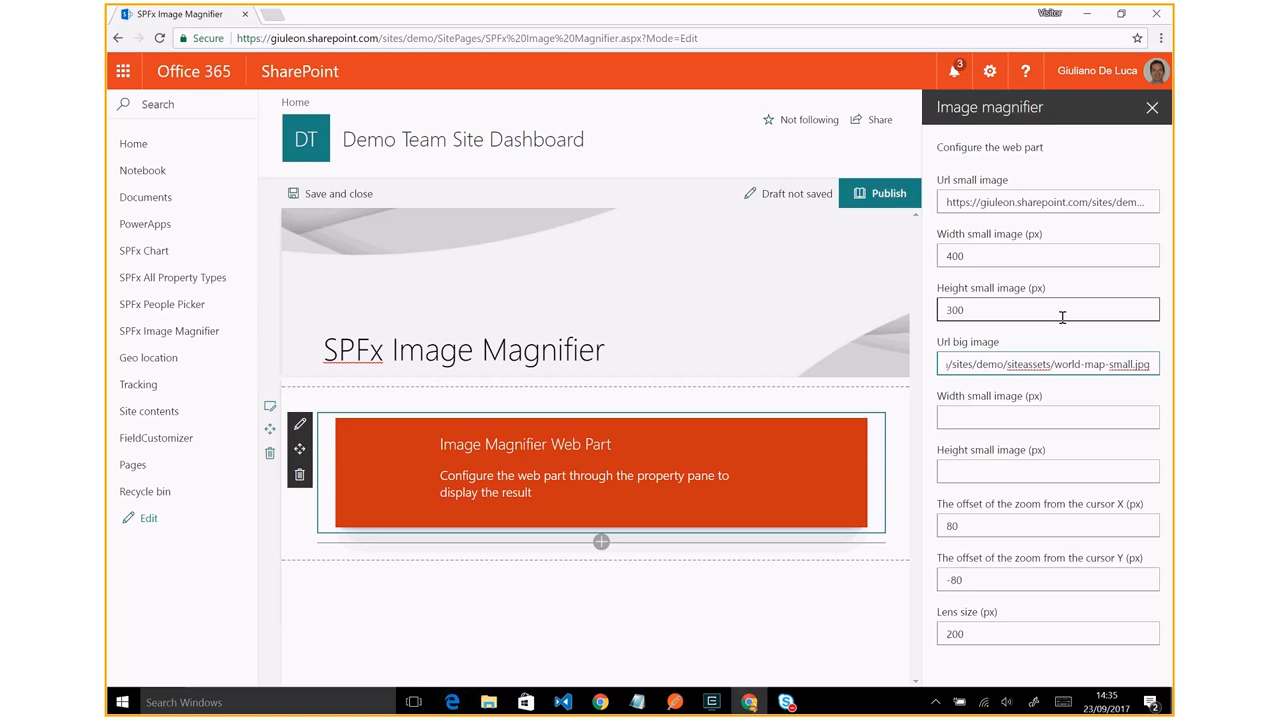 SPFx Image Magnifier
Visitor
Secure
https://giuleon.sharepoint.com/sites/demo/SitePages/SPFx%20Image%20Magnifier.aspx?Mode=Edit
Office 365
SharePoint
3
Giuliano De Luca
Search
Home
Notebook
Documents
PowerApps
SPFx Chart
SPFx All Property Types
SPFx People Picker
SPFx Image Magnifier
Geo location
Tracking
Site contents
FieldCustomizer
Pages
Recycle bin
Edit
Home
DT
Demo Team Site Dashboard
Not following
Share
Save and close
Draft not saved
Publish
SPFx Image Magnifier
Image Magnifier Web Part
Configure the web part through the property pane to
display the result
Image magnifier
Configure the web part
Url small image
https://giuleon.sharepoint.com/sites/dem...
Width small image (px)
400
Height small image (px)
300
Url big image
/sites/demo/siteassets/world-map-small.jpg
Width small image (px)
Height small image (px)
The offset of the zoom from the cursor X (px)
80
The offset of the zoom from the cursor Y (px)
-80
Lens size (px)
200
Search Windows
14:35
23/09/2017
2